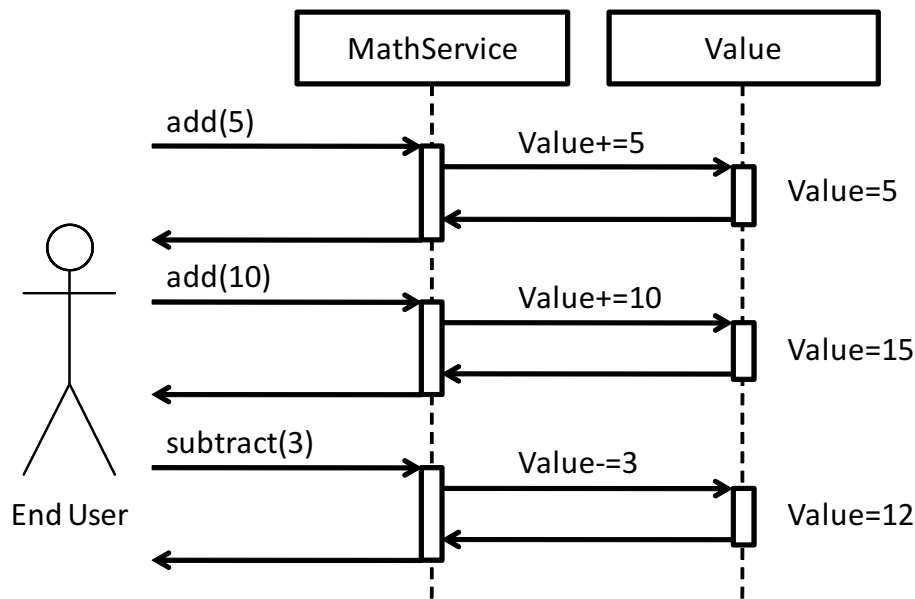 MathService
Value
add(5)
Value+=5
Value=5
add(10)
Value+=10
Value=15
subtract(3)
Value-=3
Value=12
End User